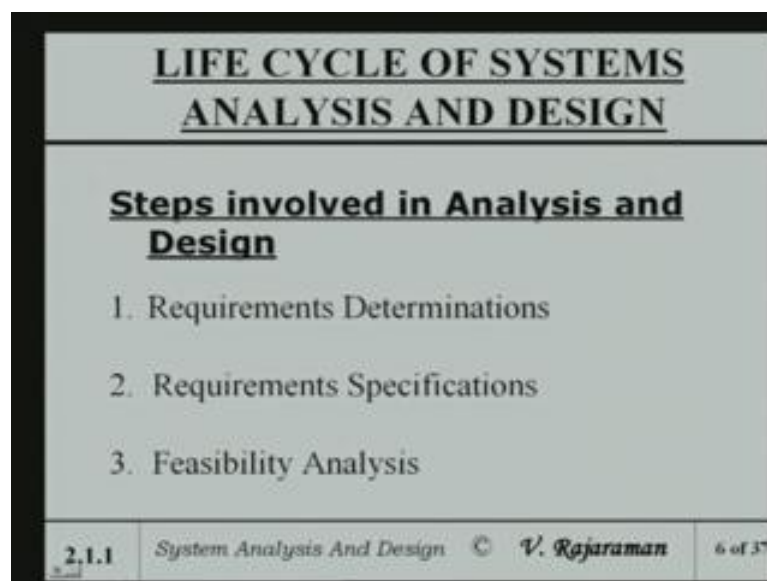 LIFE CYCLE OF SYSTEMS
ANALYSIS AND DESIGN
Steps involved in Analysis and
Design
1. Requirements Determinations
2. Requirements Specifications
3. Feasibility Analysis
2.1.1 System Analysis And Design © V. Rajaraman 6 of 37